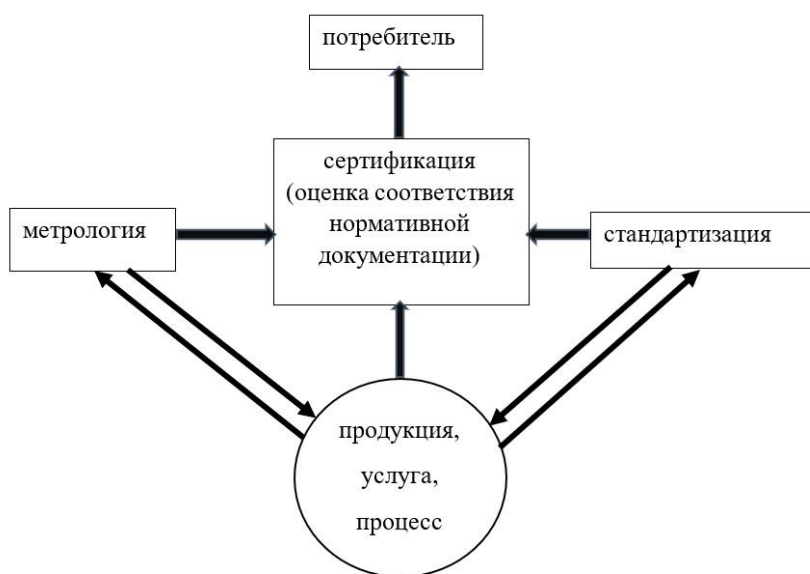 потребитель
сертификация
(оценка соответствия
нормативной
документации)
метрология
стандартизация
продукция,
услуга,
процесс